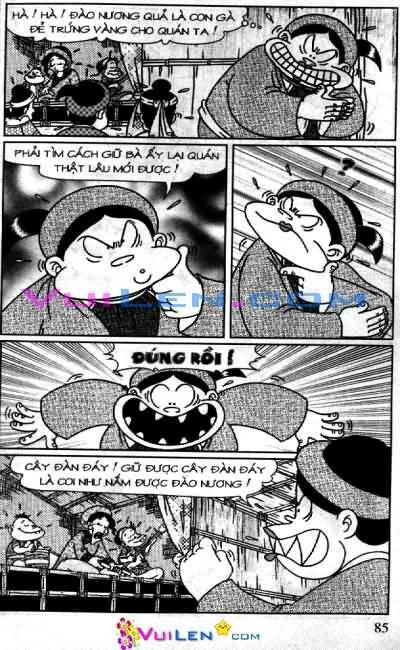 HÀ! HÀ! ĐÀO NƯƠNG QUẢ LÀ CON GÀ
ĐẺ TRỨNG VÀNG CHO QUÁN TA!
PHẢI TÌM CÁCH GIỮ BÀ ẤY LẠI QUÁN
THẬT LÂU MỚI ĐƯỢC!
?
VUILEN.COM
ĐÚNG RỒI!
CÂY ĐÀN ĐÁY! GIỮ ĐƯỢC CÂY ĐÀN ĐÁY
LÀ COI NHƯ NẮM ĐƯỢC ĐÀO NƯƠNG!
85
VUILEN.COM